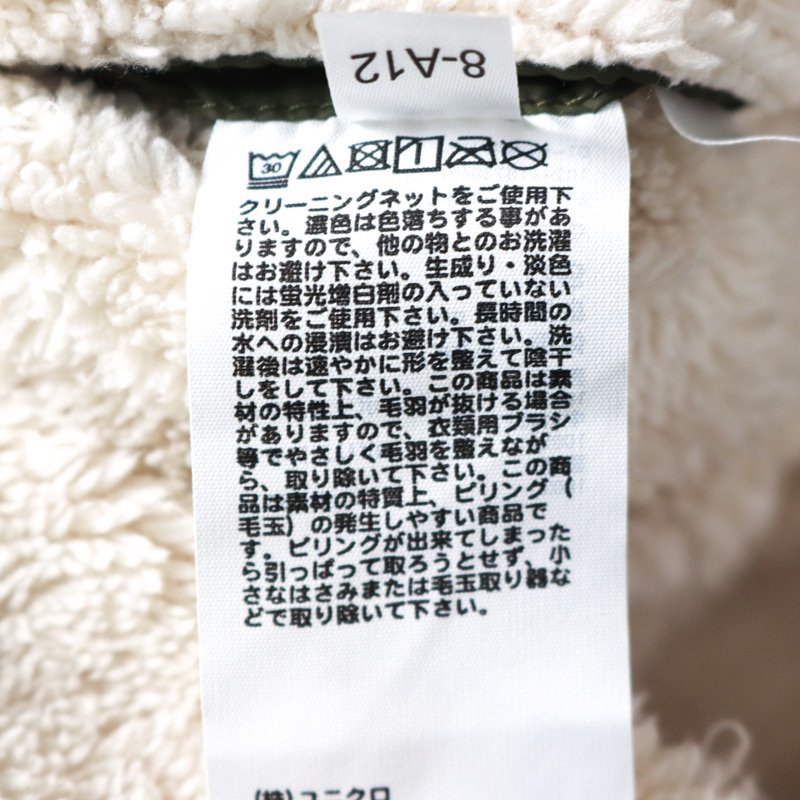 8-A12
30
クリーニングネットをご使用下
さい。濃色は色落ちする事があ
りますので、他の物とのお洗濯
はお避け下さい。生成り・淡色
には蛍光増白剤の入っていない
洗剤をご使用下さい。長時間の
水への浸漬はお避け下さい。洗
濯後は速やかに形を整えて陰干
しをして下さい。この商品は素
材の特性上、毛羽が抜ける場合
がありますので、衣類用ブラシ
等でやさしく毛羽を整えなが
ら、取り除いて下さい。この商
品は素材の特質上、ピリング(
毛玉)の発生しやすい商品で
す。ピリングが出来てしまった
ら引っぱって取ろうとせず、小
さなはさみまたは毛玉取り器な
どで取り除いて下さい。
(株)ユニクロ